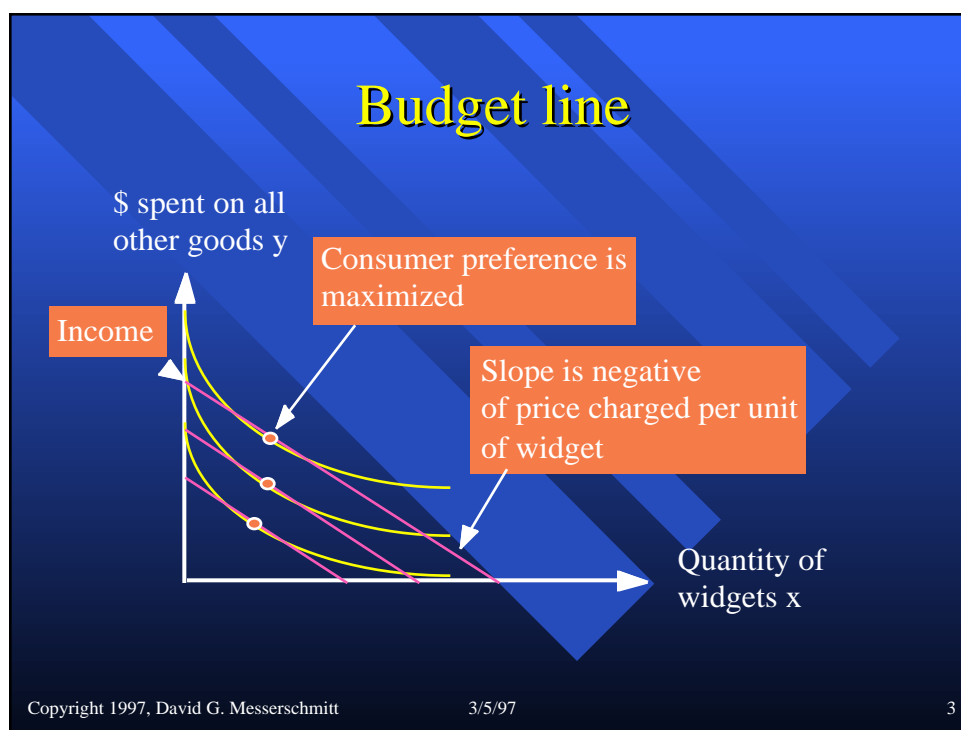 Budget line
$ spent on all
other goods y
Consumer preference is
maximized
Income
Slope is negative
of price charged per unit
of widget
Quantity of
widgets x
Copyright 1997, David G. Messerschmitt
3/5/97
3